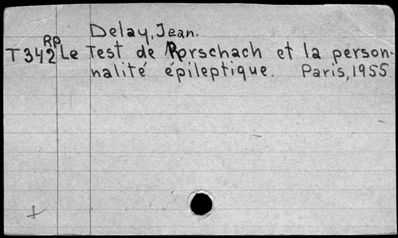 Delay, Jean.
RP
T342 Le Test de Rorschach et la person-
nalité épileptique. Paris, 1955.